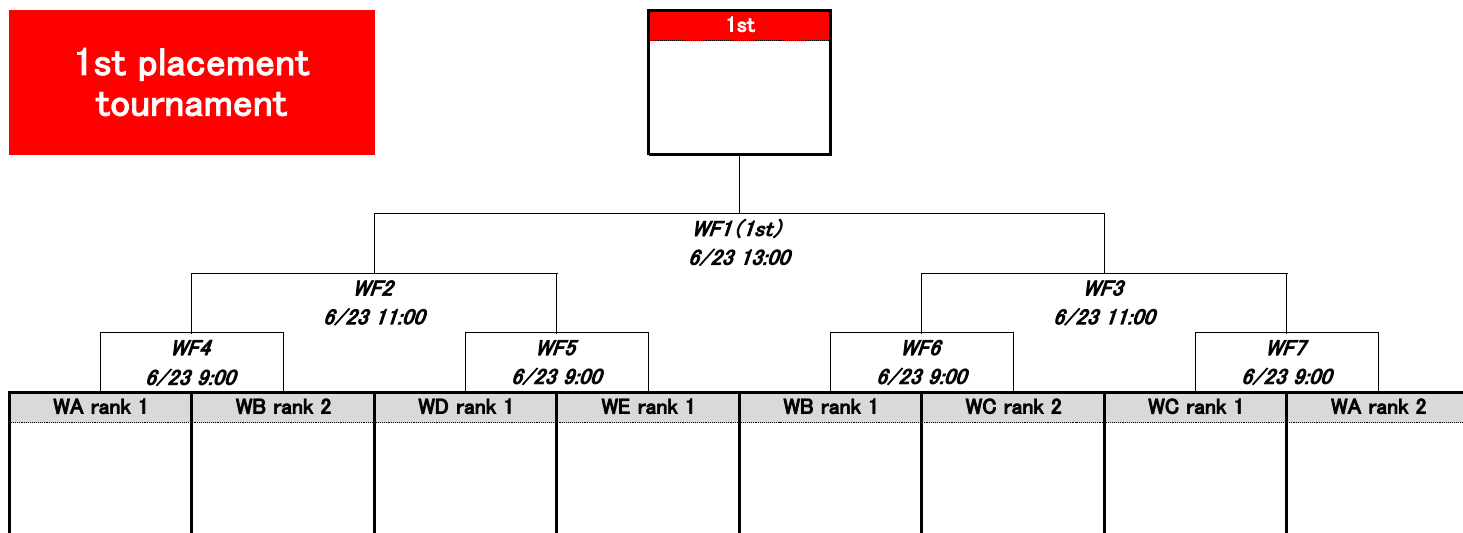 1st placement
tournament
1st
WF1(1st)
6/23 13:00
WF2
6/23 11:00
WF3
6/23 11:00
WF4
6/23 9:00
WF5
6/23 9:00
WF6
6/23 9:00
WF7
6/23 9:00
WA rank 1
WB rank 2
WD rank 1
WE rank 1
WB rank 1
WC rank 2
WC rank 1
WA rank 2